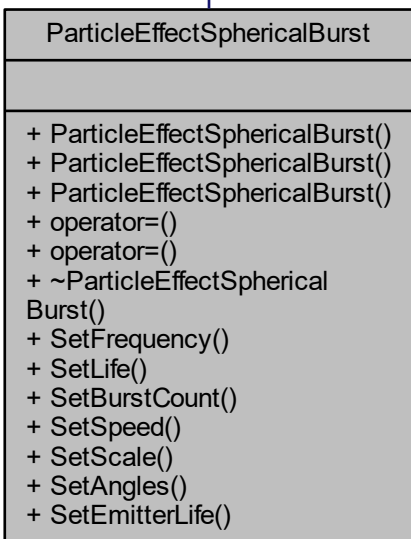 ParticleEffectSphericalBurst
+ ParticleEffectSphericalBurst()
+ ParticleEffectSphericalBurst()
+ ParticleEffectSphericalBurst()
+ operator=()
+ operator=()
+ ~ParticleEffectSpherical
Burst()
+ SetFrequency()
+ SetLife()
+ SetBurstCount()
+ SetSpeed()
+ SetScale()
+ SetAngles()
+ SetEmitterLife()